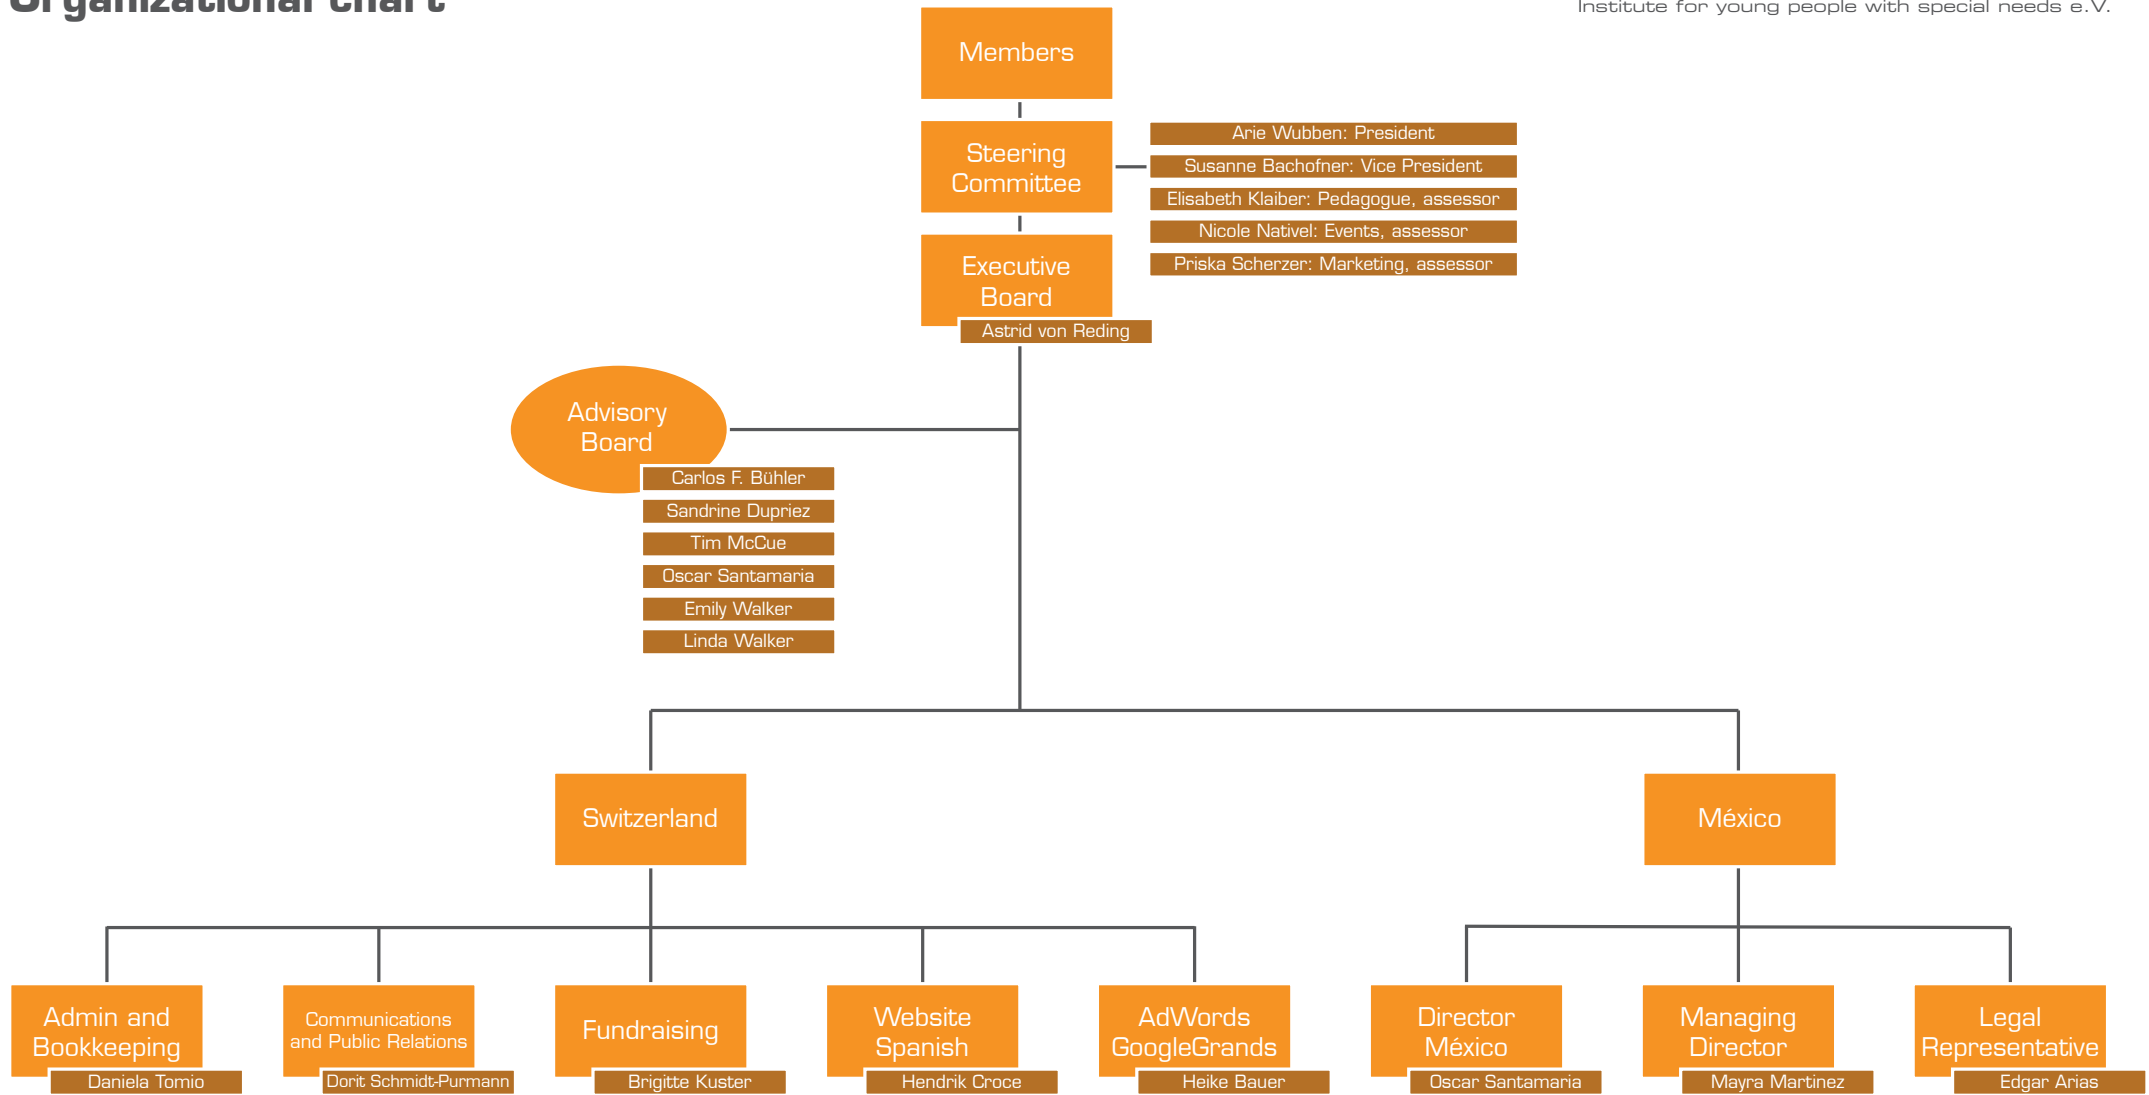 Organizational chart
Institute for young people with special needs e.V.
Members
Steering
Committee
Arie Wubben: President
Susanne Bachofner: Vice President
Elisabeth Klaiber: Pedagogue, assessor
Nicole Nativel: Events, assessor
Priska Scherzer: Marketing, assessor
Executive
Board
Astrid von Reding
Advisory
Board
Carlos F. Bühler
Sandrine Dupriez
Tim McCue
Oscar Santamaria
Emily Walker
Linda Walker
Switzerland
México
Admin and
Bookkeeping
Daniela Tomio
Communications
and Public Relations
Dorit Schmidt-Purmann
Fundraising
Brigitte Kuster
Website
Spanish
Hendrik Croce
AdWords
GoogleGrands
Heike Bauer
Director
México
Oscar Santamaria
Managing
Director
Mayra Martinez
Legal
Representative
Edgar Arias